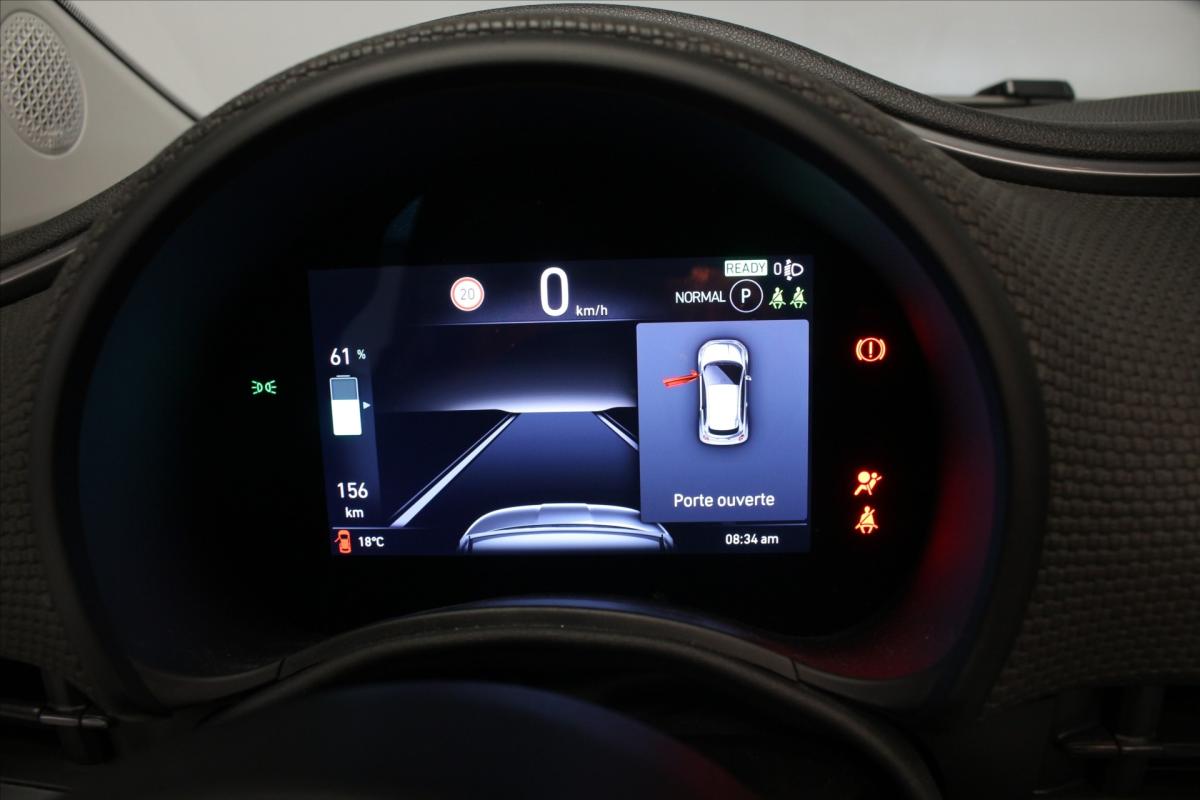 READY 0
20
0 km/h
NORMAL P
61 %
156
km
Porte ouverte
18°C
08:34 am